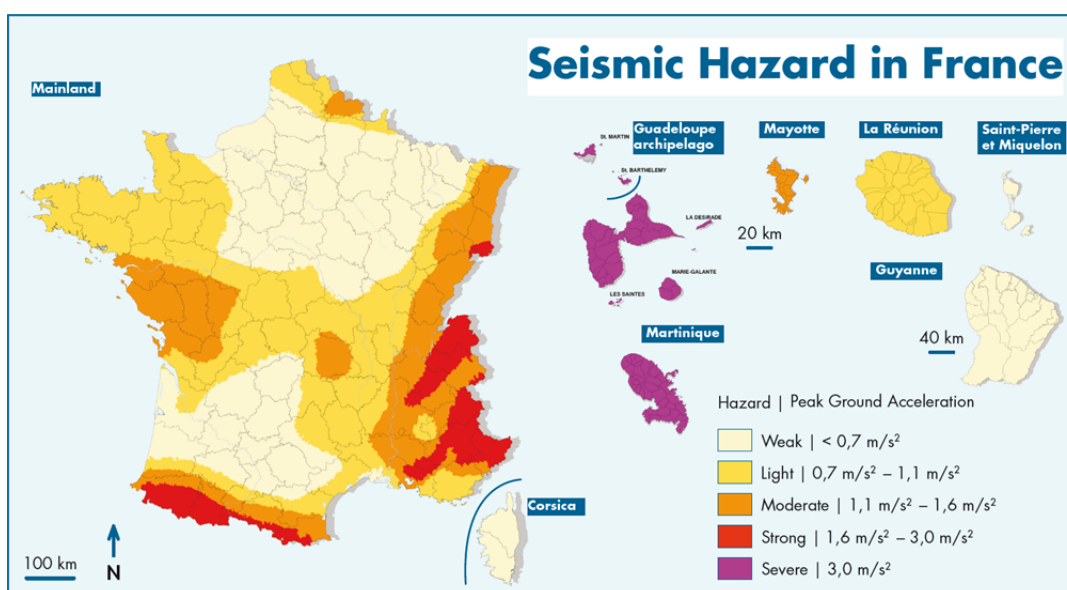 Seismic Hazard in France
Mainland
Guadeloupe
archipelago
ST. MARTIN
ST. BARTHELEMY
LA DESIRADE
MARIE-GALANTE
LES SAINTES
Mayotte
20 km
La Réunion
Saint-Pierre
et Miquelon
Guyanne
40 km
Martinique
Hazard | Peak Ground Acceleration
Weak | < 0,7 m/s²
Light | 0,7 m/s² – 1,1 m/s²
Moderate | 1,1 m/s² – 1,6 m/s²
Strong | 1,6 m/s² – 3,0 m/s²
Severe | 3,0 m/s²
Corsica
100 km
N